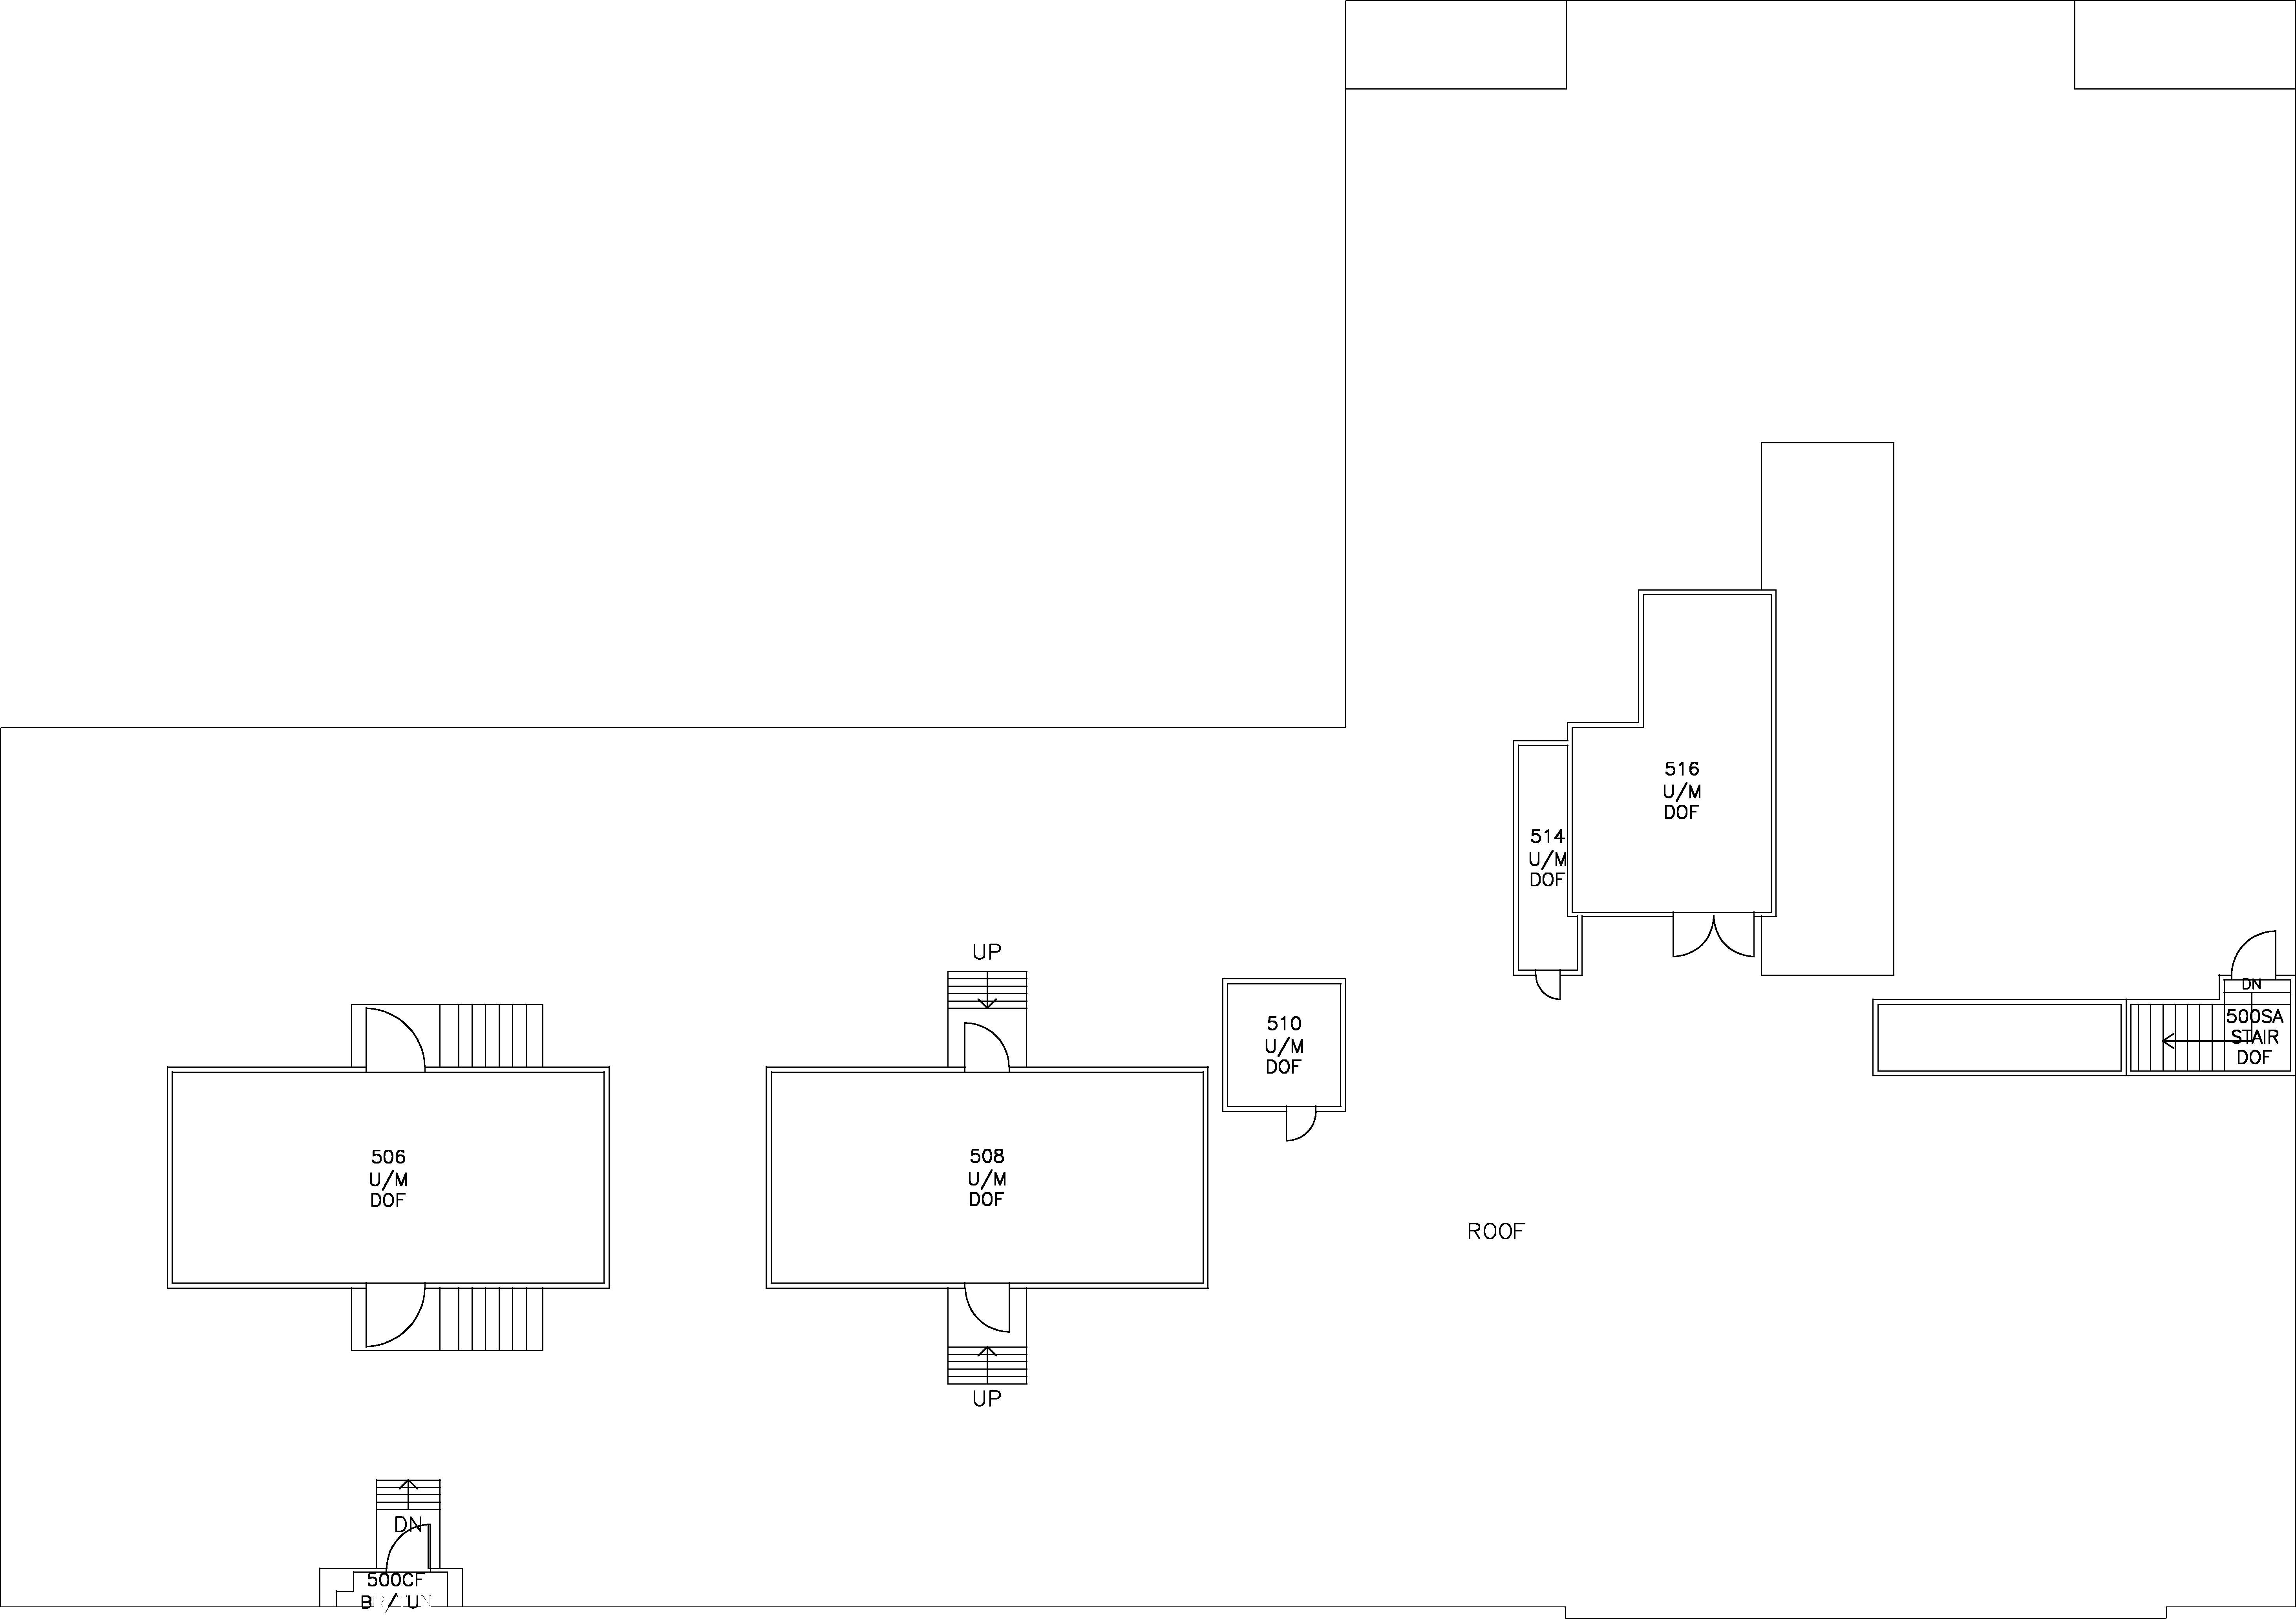 516
U/M
DOF
514
U/M
DOF
UP
DN
500SA
STAIR
DOF
510
U/M
DOF
506
U/M
DOF
508
U/M
DOF
ROOF
UP
DN
500CF